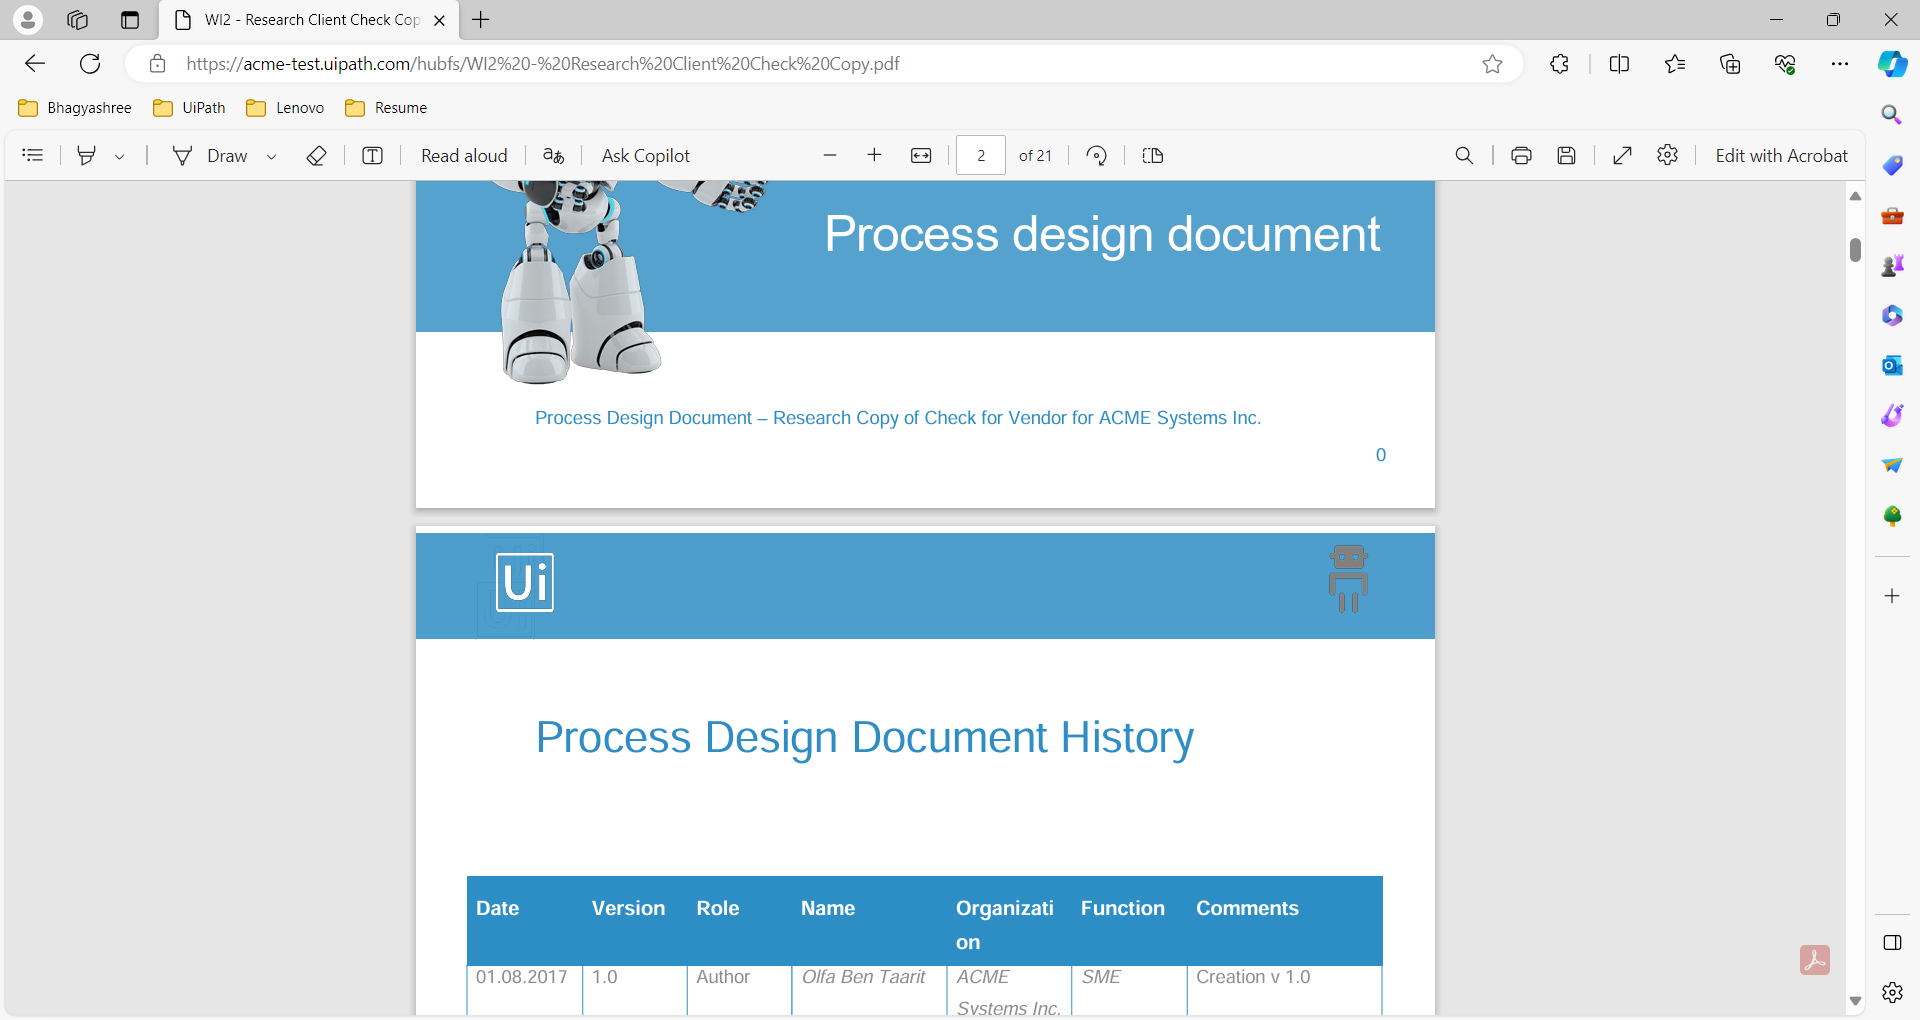 WI2 - Research Client Check Cop
https://acme-test.uipath.com/hubfs/WI2%20-%20Research%20Client%20Check%20Copy.pdf
Bhagyashree UiPath Lenovo Resume
Draw Read aloud aあ Ask Copilot 2 of 21 Edit with Acrobat
Process design document
Process Design Document – Research Copy of Check for Vendor for ACME Systems Inc.
0
Ui
Process Design Document History
Date Version Role Name Organizati Function Comments
on
01.08.2017 1.0 Author Olfa Ben Taarit ACME SME Creation v 1.0
Systems Inc.